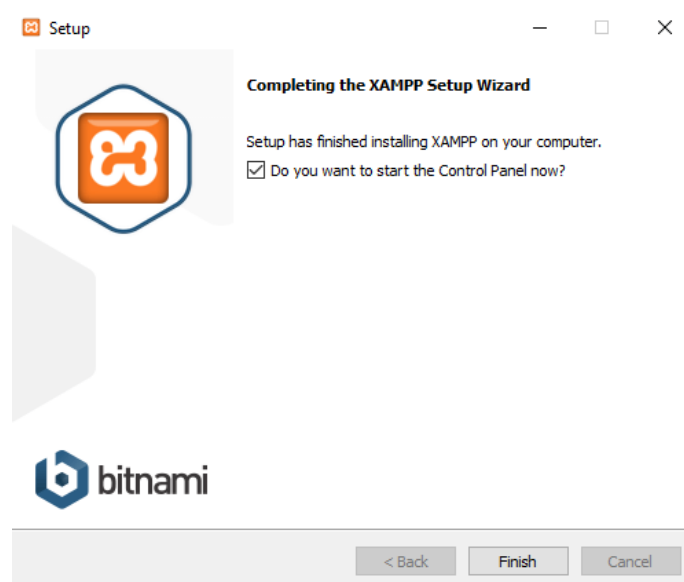 Setup
Completing the XAMPP Setup Wizard
Setup has finished installing XAMPP on your computer.
Do you want to start the Control Panel now?
bitnami
< Back
Finish
Cancel